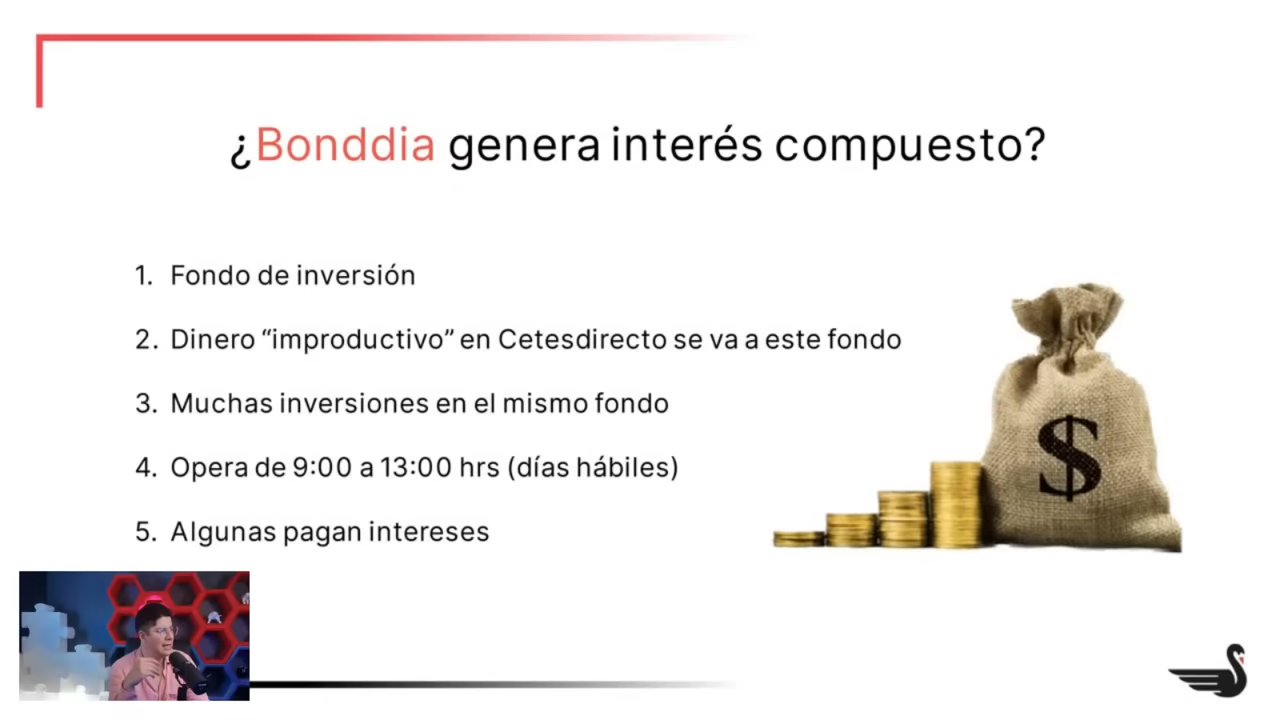 ¿Bonddia genera interés compuesto?
1. Fondo de inversión
2. Dinero “improductivo” en Cetesdirecto se va a este fondo
3. Muchas inversiones en el mismo fondo
4. Opera de 9:00 a 13:00 hrs (días hábiles)
5. Algunas pagan intereses
$